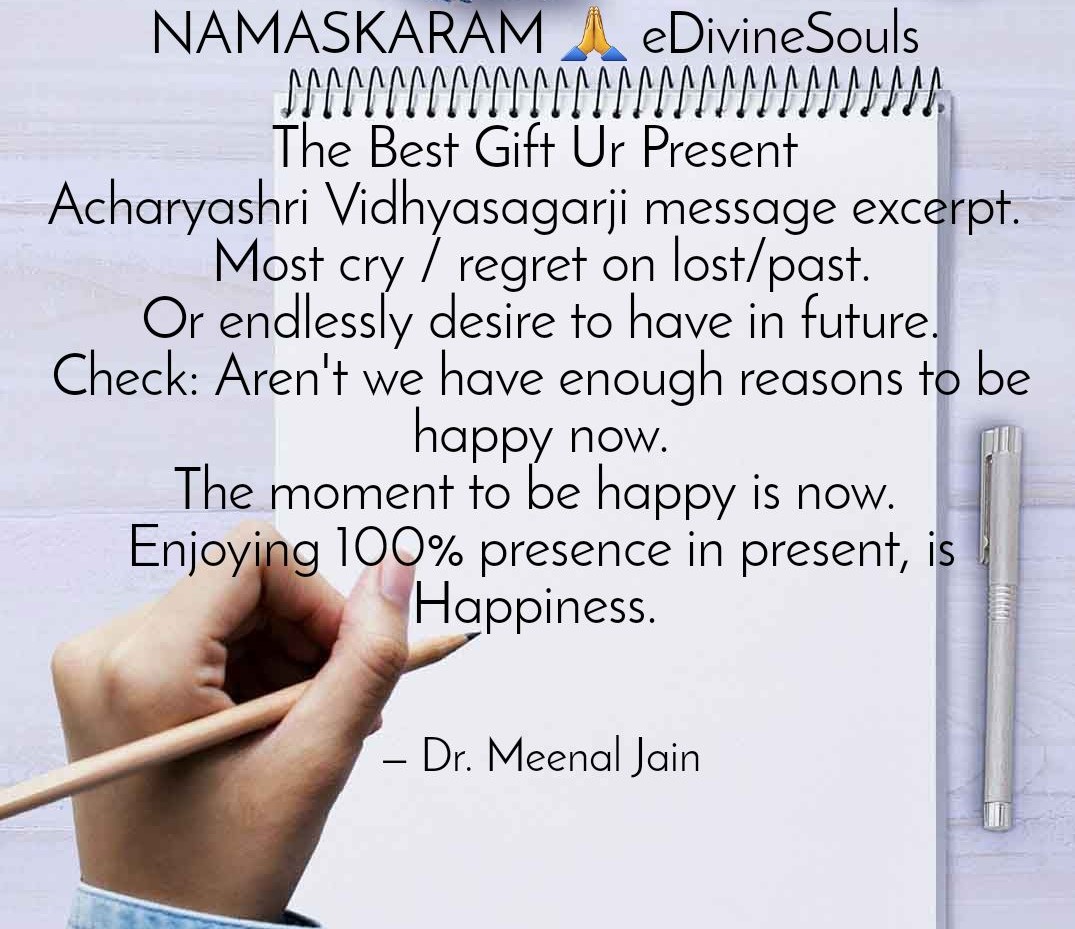 NAMASKARAM 🙏 eDivineSouls
The Best Gift Ur Present
Acharyashri Vidhyasagarji message excerpt.
Most cry / regret on lost/past.
Or endlessly desire to have in future.
Check: Aren't we have enough reasons to be
happy now.
The moment to be happy is now.
Enjoying 100% presence in present, is
Happiness.
– Dr. Meenal Jain